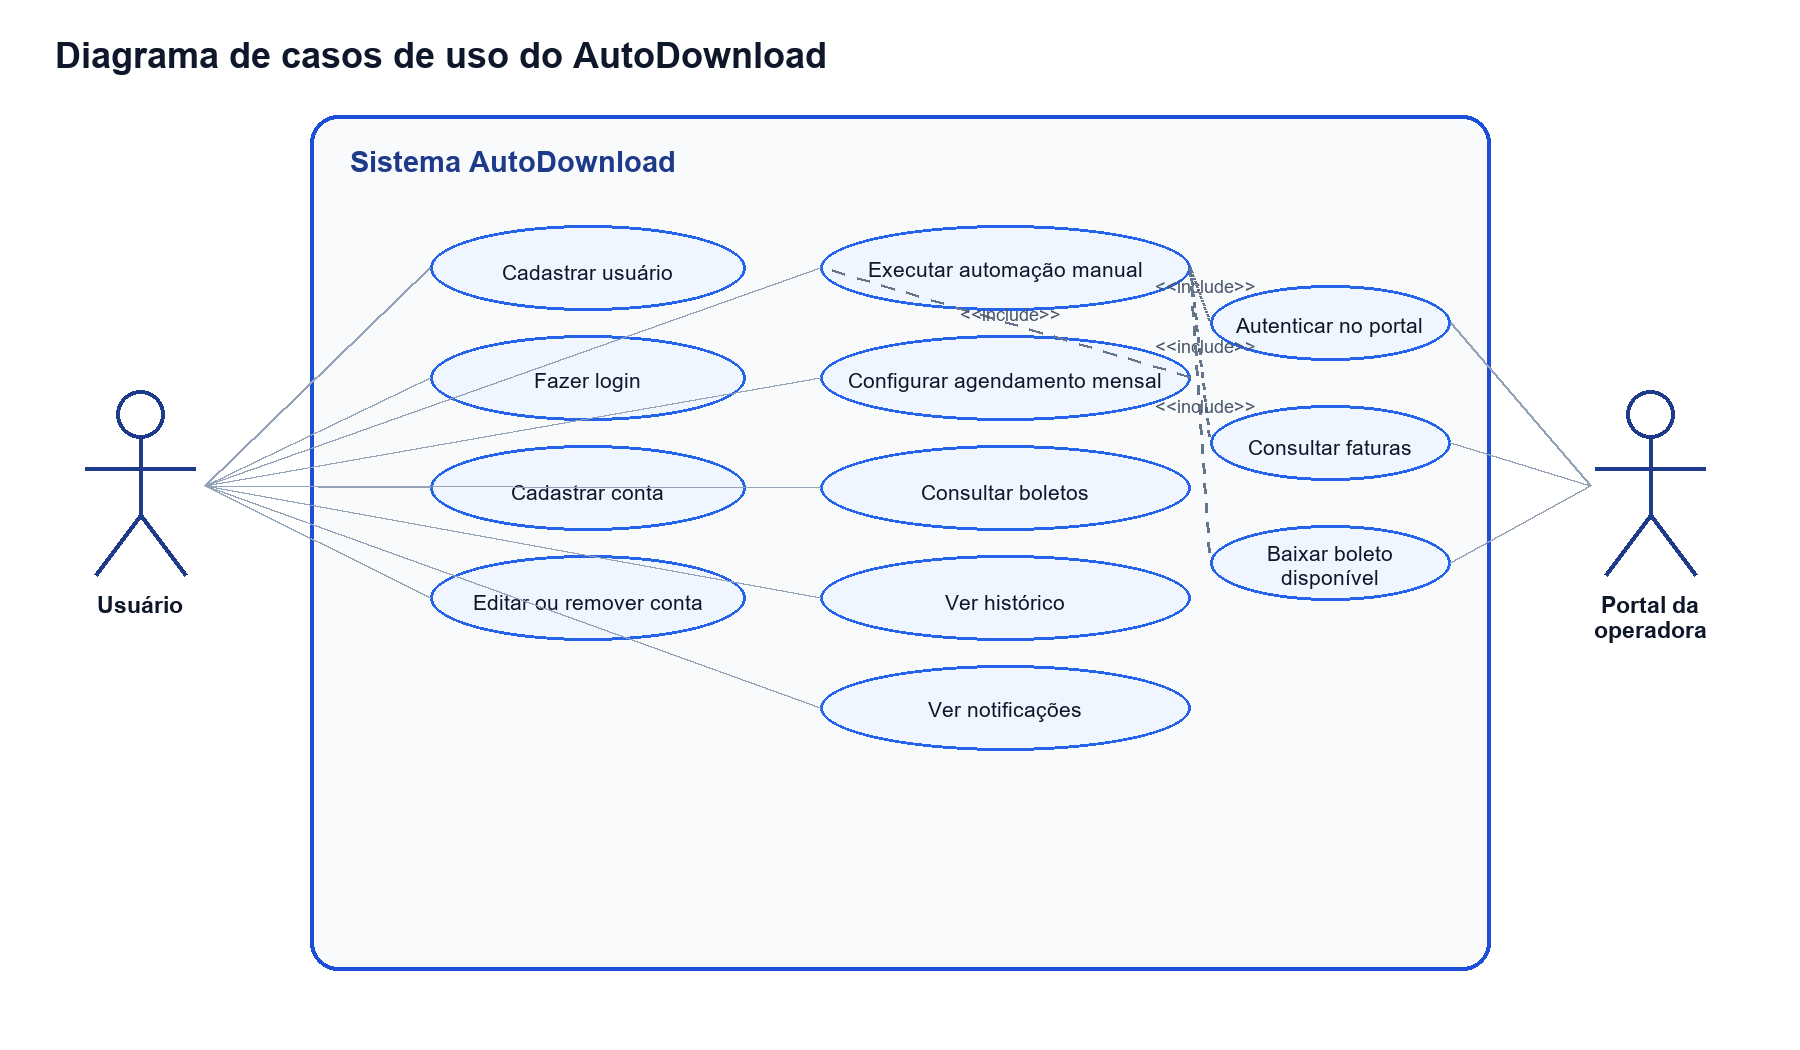 Diagrama de casos de uso do AutoDownload
Sistema AutoDownload
Cadastrar usuário
Executar automação manual
<<include>>
<<include>>
Autenticar no portal
<<include>>
Fazer login
Configurar agendamento mensal
<<include>>
Consultar faturas
Cadastrar conta
Consultar boletos
Baixar boleto
disponível
Editar ou remover conta
Ver histórico
Ver notificações
Usuário
Portal da
operadora